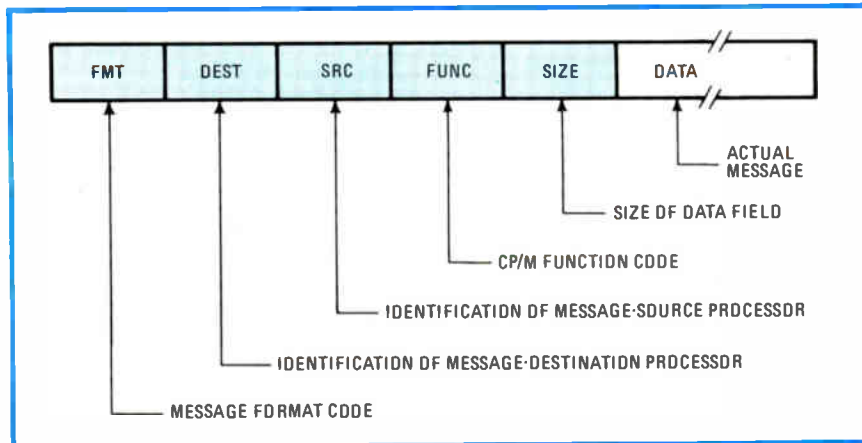 FMT DEST SRC FUNC SIZE DATA
ACTUAL
MESSAGE
SIZE OF DATA FIELD
CP/M FUNCTION CODE
IDENTIFICATION OF MESSAGE-SOURCE PROCESSOR
IDENTIFICATION OF MESSAGE-DESTINATION PROCESSOR
MESSAGE FORMAT CODE